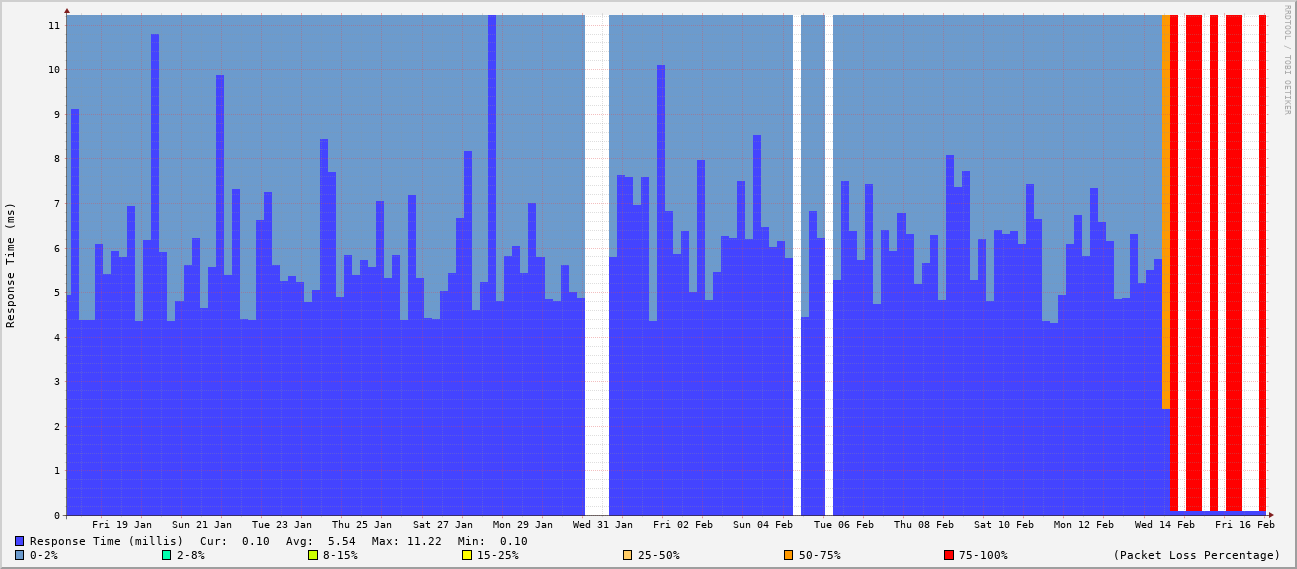 RRDTOOL / TOBI OETIKER
Response Time (ms)
11
10
9
8
7
6
5
4
3
2
1
0
Fri 19 Jan Sun 21 Jan Tue 23 Jan Thu 25 Jan Sat 27 Jan Mon 29 Jan Wed 31 Jan Fri 02 Feb Sun 04 Feb Tue 06 Feb Thu 08 Feb Sat 10 Feb Mon 12 Feb Wed 14 Feb Fri 16 Feb
Response Time (millis) Cur: 0.10 Avg: 5.54 Max: 11.22 Min: 0.10
0-2% 2-8% 8-15% 15-25% 25-50% 50-75% 75-100% (Packet Loss Percentage)